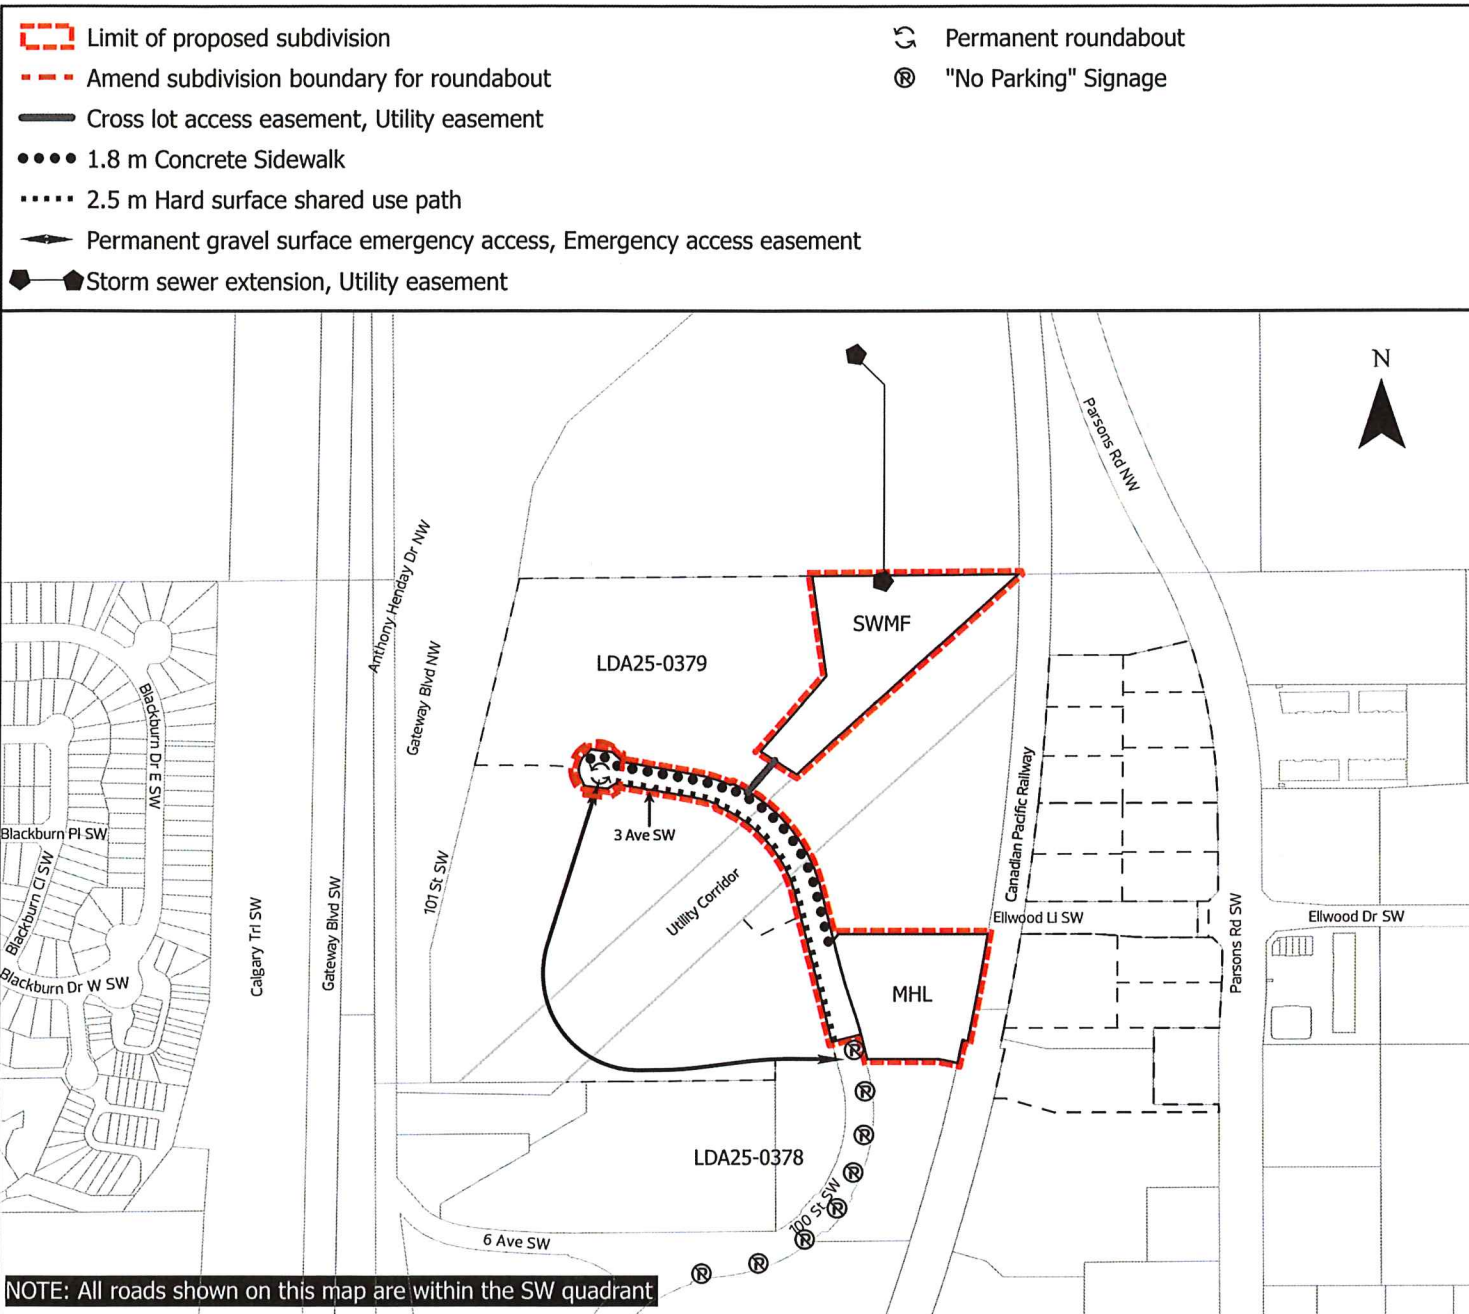 Limit of proposed subdivision
Amend subdivision boundary for roundabout
Cross lot access easement, Utility easement
1.8 m Concrete Sidewalk
2.5 m Hard surface shared use path
Permanent gravel surface emergency access, Emergency access easement
Storm sewer extension, Utility easement
Permanent roundabout
"No Parking" Signage
N
Parsons Rd NW
Anthony Henday Dr NW
Gateway Blvd NW
SWMF
LDA25-0379
Blackburn Dr E SW
Blackburn Pl SW
Blackburn Cl SW
Blackburn Dr W SW
Calgary Trl SW
Gateway Blvd SW
101 St SW
3 Ave SW
Utility Corridor
Canadian Pacific Railway
Ellwood LI SW
Parsons Rd SW
Ellwood Dr SW
MHL
LDA25-0378
100 St SW
6 Ave SW
NOTE: All roads shown on this map are within the SW quadrant